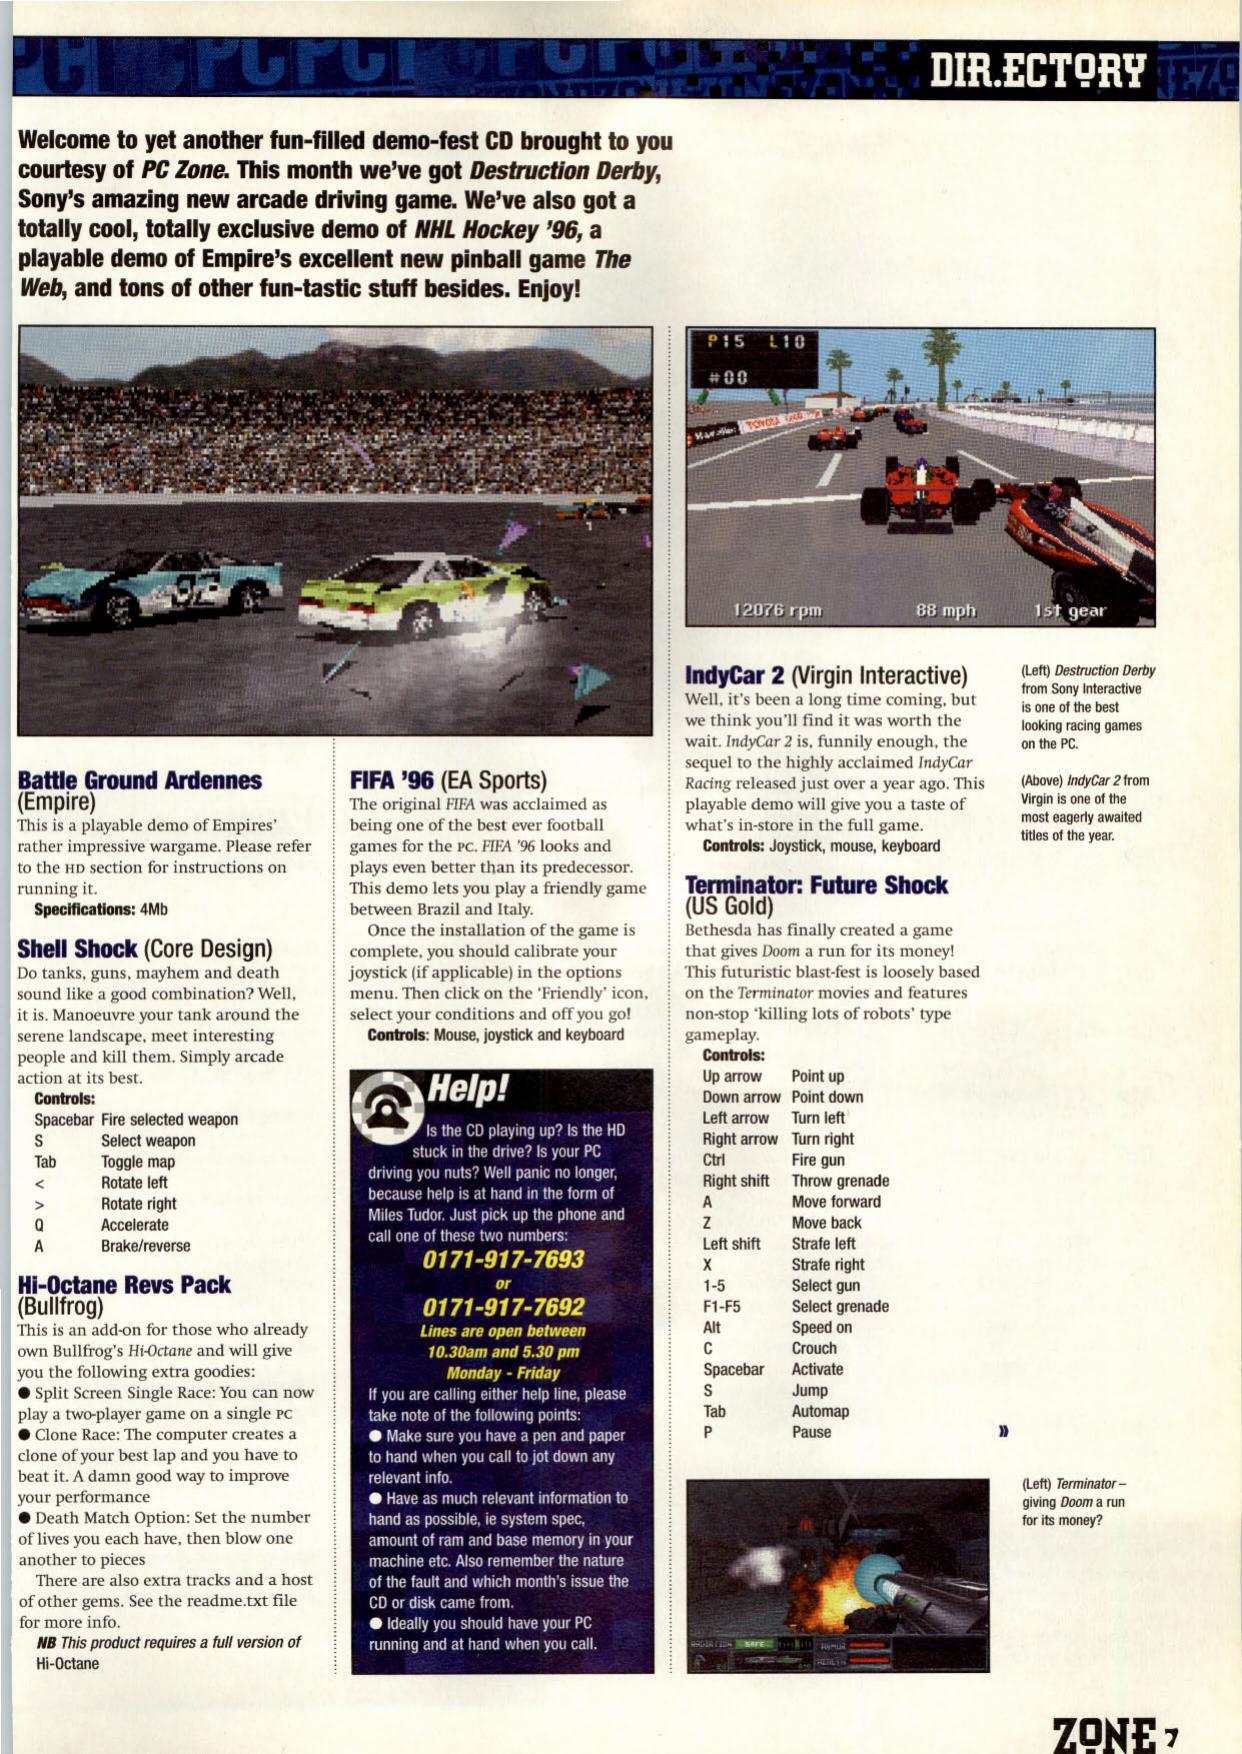 DIR.ECTORY
Welcome to yet another fun-filled demo-fest CD brought to you
courtesy of PC Zone. This month we've got Destruction Derby,
Sony's amazing new arcade driving game. We've also got a
totally cool, totally exclusive demo of NHL Hockey '96, a
playable demo of Empire's excellent new pinball game The
Web, and tons of other fun-tastic stuff besides. Enjoy!
P15 L10
#00
12076 rpm 88 mph 1st gear
Battle Ground Ardennes
(Empire)
This is a playable demo of Empires'
rather impressive wargame. Please refer
to the HD section for instructions on
running it.
Specifications: 4Mb
Shell Shock (Core Design)
Do tanks, guns, mayhem and death
sound like a good combination? Well,
it is. Manoeuvre your tank around the
serene landscape, meet interesting
people and kill them. Simply arcade
action at its best.
Controls:
Spacebar Fire selected weapon
S Select weapon
Tab Toggle map
< Rotate left
> Rotate right
Q Accelerate
A Brake/reverse
Hi-Octane Revs Pack
(Bullfrog)
This is an add-on for those who already
own Bullfrog's Hi-Octane and will give
you the following extra goodies:
● Split Screen Single Race: You can now
play a two-player game on a single PC
● Clone Race: The computer creates a
clone of your best lap and you have to
beat it. A damn good way to improve
your performance
● Death Match Option: Set the number
of lives you each have, then blow one
another to pieces
There are also extra tracks and a host
of other gems. See the readme.txt file
for more info.
NB This product requires a full version of
Hi-Octane
FIFA '96 (EA Sports)
The original FIFA was acclaimed as
being one of the best ever football
games for the PC. FIFA '96 looks and
plays even better than its predecessor.
This demo lets you play a friendly game
between Brazil and Italy.
Once the installation of the game is
complete, you should calibrate your
joystick (if applicable) in the options
menu. Then click on the 'Friendly' icon,
select your conditions and off you go!
Controls: Mouse, joystick and keyboard
Help!
Is the CD playing up? Is the HD
stuck in the drive? Is your PC
driving you nuts? Well panic no longer,
because help is at hand in the form of
Miles Tudor. Just pick up the phone and
call one of these two numbers:
0171-917-7693
or
0171-917-7692
Lines are open between
10.30am and 5.30 pm
Monday - Friday
If you are calling either help line, please
take note of the following points:
● Make sure you have a pen and paper
to hand when you call to jot down any
relevant info.
● Have as much relevant information to
hand as possible, ie system spec,
amount of ram and base memory in your
machine etc. Also remember the nature
of the fault and which month's issue the
CD or disk came from.
● Ideally you should have your PC
running and at hand when you call.
IndyCar 2 (Virgin Interactive)
Well, it's been a long time coming, but
we think you'll find it was worth the
wait. IndyCar 2 is, funnily enough, the
sequel to the highly acclaimed IndyCar
Racing released just over a year ago. This
playable demo will give you a taste of
what's in-store in the full game.
Controls: Joystick, mouse, keyboard
Terminator: Future Shock
(US Gold)
Bethesda has finally created a game
that gives Doom a run for its money!
This futuristic blast-fest is loosely based
on the Terminator movies and features
non-stop 'killing lots of robots' type
gameplay.
Controls:
Up arrow Point up
Down arrow Point down
Left arrow Turn left
Right arrow Turn right
Ctrl Fire gun
Right shift Throw grenade
A Move forward
Z Move back
Left shift Strafe left
X Strafe right
1-5 Select gun
F1-F5 Select grenade
Alt Speed on
C Crouch
Spacebar Activate
S Jump
Tab Automap
P Pause
»
(Left) Destruction Derby
from Sony Interactive
is one of the best
looking racing games
on the PC.
(Above) IndyCar 2 from
Virgin is one of the
most eagerly awaited
titles of the year.
(Left) Terminator –
giving Doom a run
for its money?
RADIATION SAFE ARMOR
HEALTH
ZONE 7